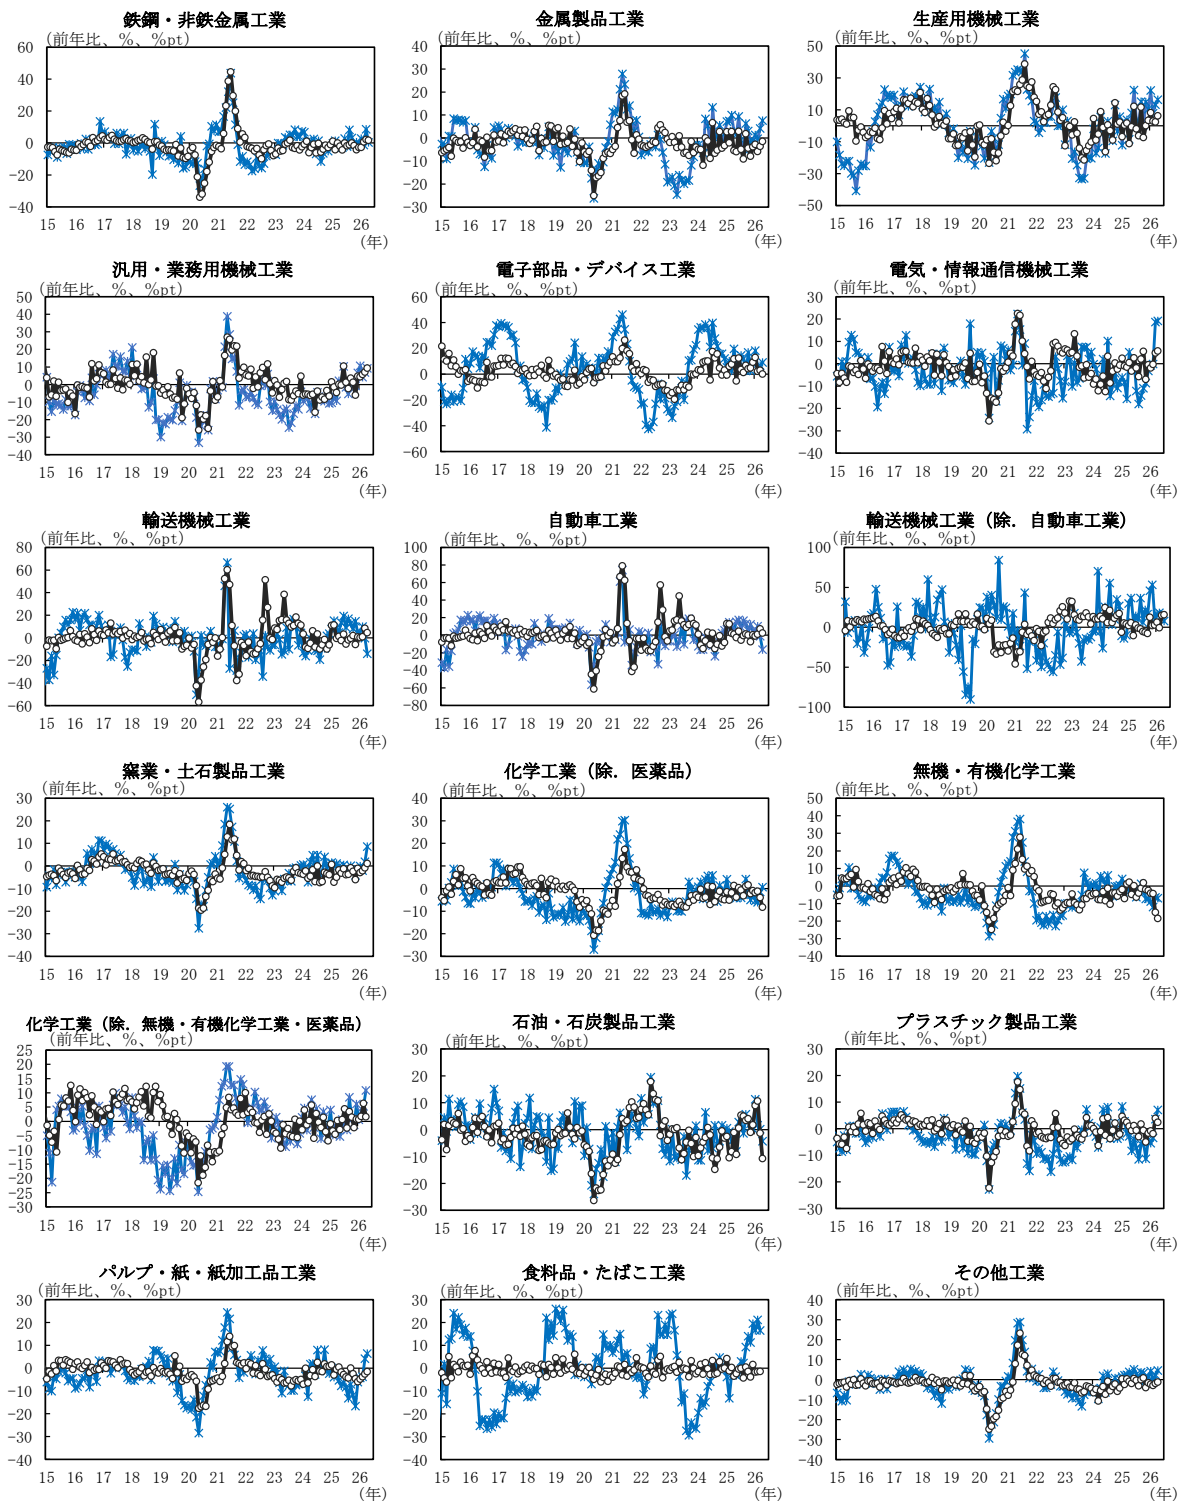 鉄鋼・非鉄金属工業
(前年比、%、%pt)
60
40
20
0
−20
−40
15 16 17 18 19 20 21 22 23 24 25 26
(年)
金属製品工業
(前年比、%、%pt)
40
30
20
10
0
−10
−20
−30
15 16 17 18 19 20 21 22 23 24 25 26
(年)
生産用機械工業
(前年比、%、%pt)
50
30
10
−10
−30
−50
15 16 17 18 19 20 21 22 23 24 25 26
(年)
汎用・業務用機械工業
(前年比、%、%pt)
50
40
30
20
10
0
−10
−20
−30
−40
15 16 17 18 19 20 21 22 23 24 25 26
(年)
電子部品・デバイス工業
(前年比、%、%pt)
60
40
20
0
−20
−40
−60
15 16 17 18 19 20 21 22 23 24 25 26
(年)
電気・情報通信機械工業
(前年比、%、%pt)
30
20
10
0
−10
−20
−30
−40
15 16 17 18 19 20 21 22 23 24 25 26
(年)
輸送機械工業
(前年比、%、%pt)
80
60
40
20
0
−20
−40
−60
15 16 17 18 19 20 21 22 23 24 25 26
(年)
自動車工業
(前年比、%、%pt)
100
80
60
40
20
0
−20
−40
−60
−80
15 16 17 18 19 20 21 22 23 24 25 26
(年)
輸送機械工業（除．自動車工業）
(前年比、%、%pt)
100
50
0
−50
−100
15 16 17 18 19 20 21 22 23 24 25 26
(年)
窯業・土石製品工業
(前年比、%、%pt)
30
20
10
0
−10
−20
−30
−40
15 16 17 18 19 20 21 22 23 24 25 26
(年)
化学工業（除．医薬品）
(前年比、%、%pt)
40
30
20
10
0
−10
−20
−30
15 16 17 18 19 20 21 22 23 24 25 26
(年)
無機・有機化学工業
(前年比、%、%pt)
50
40
30
20
10
0
−10
−20
−30
−40
15 16 17 18 19 20 21 22 23 24 25 26
(年)
化学工業（除．無機・有機化学工業・医薬品）
(前年比、%、%pt)
25
20
15
10
5
0
−5
−10
−15
−20
−25
−30
15 16 17 18 19 20 21 22 23 24 25 26
(年)
石油・石炭製品工業
(前年比、%、%pt)
30
20
10
0
−10
−20
−30
15 16 17 18 19 20 21 22 23 24 25 26
(年)
プラスチック製品工業
(前年比、%、%pt)
30
20
10
0
−10
−20
−30
15 16 17 18 19 20 21 22 23 24 25 26
(年)
パルプ・紙・紙加工品工業
(前年比、%、%pt)
30
20
10
0
−10
−20
−30
−40
15 16 17 18 19 20 21 22 23 24 25 26
(年)
食料品・たばこ工業
(前年比、%、%pt)
30
20
10
0
−10
−20
−30
−40
15 16 17 18 19 20 21 22 23 24 25 26
(年)
その他工業
(前年比、%、%pt)
40
30
20
10
0
−10
−20
−30
−40
15 16 17 18 19 20 21 22 23 24 25 26
(年)